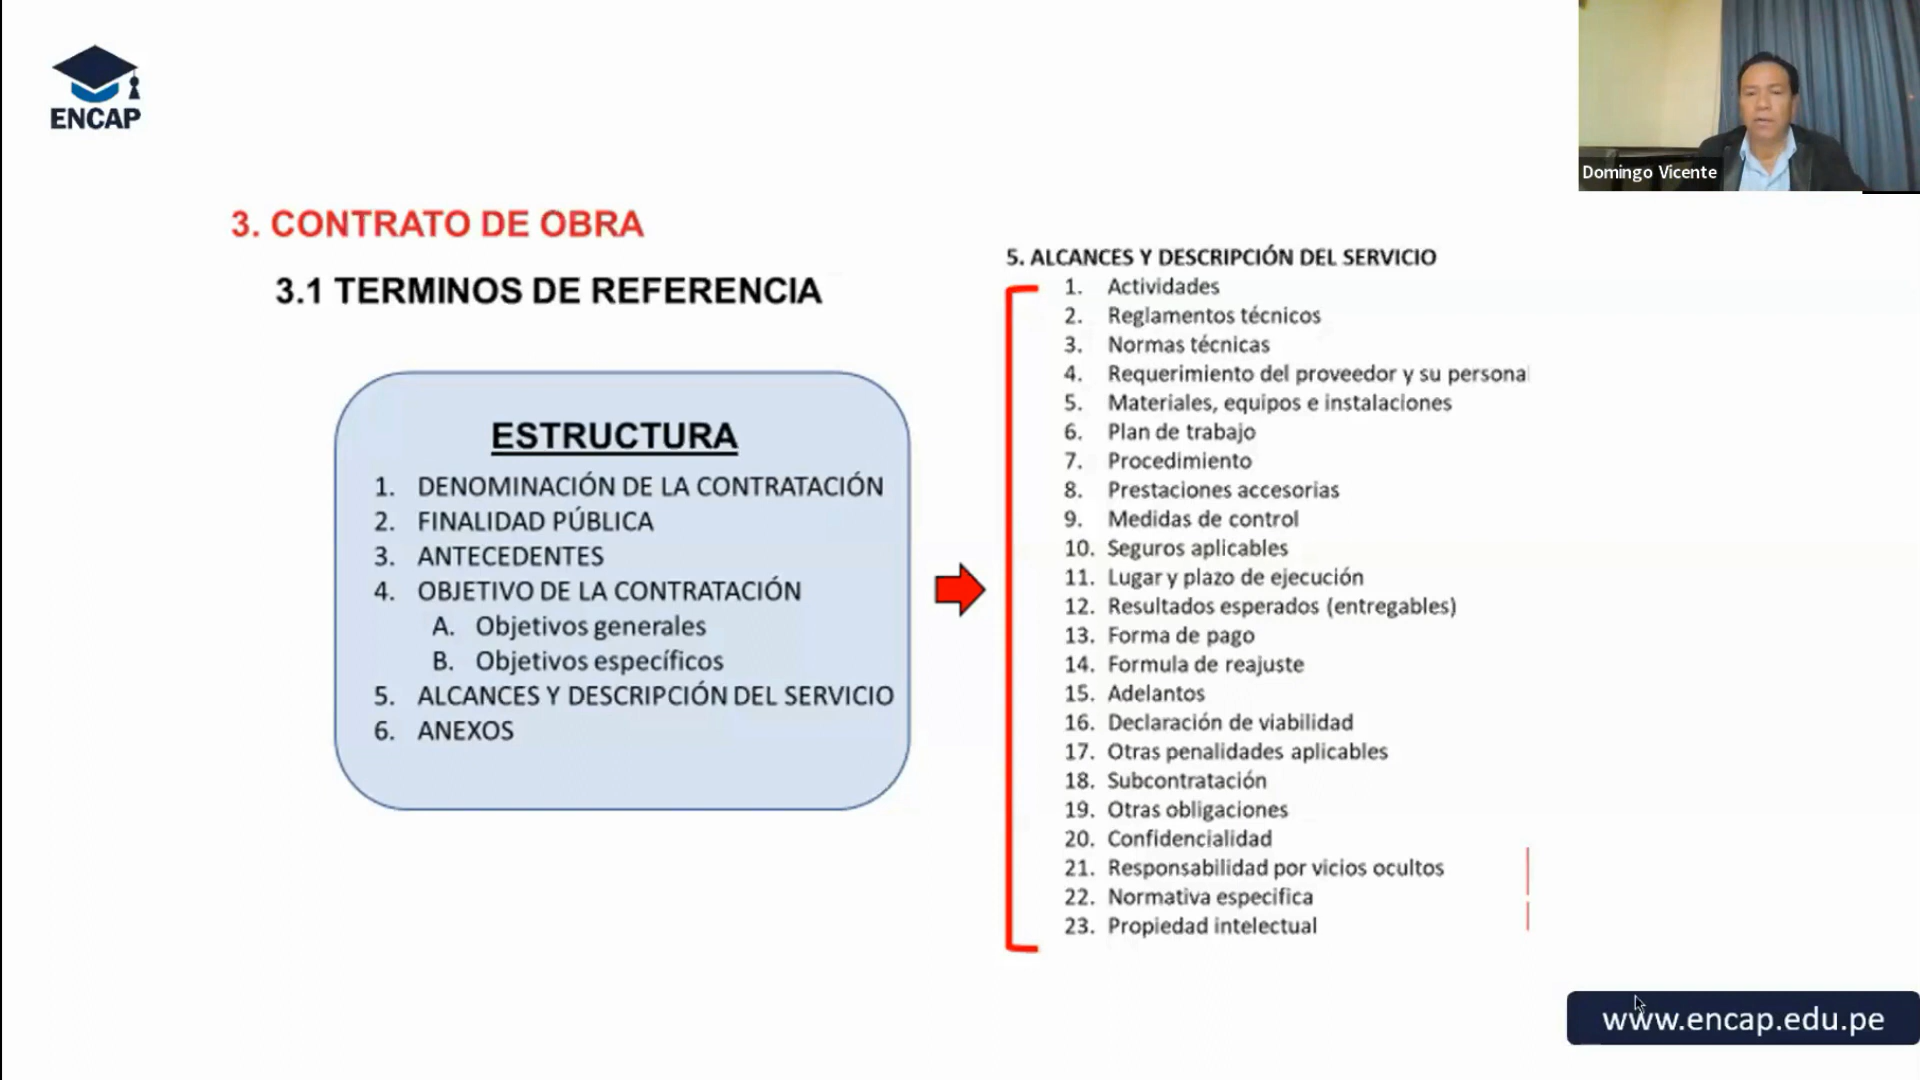 ENCAP
Domingo Vicente
3. CONTRATO DE OBRA
3.1 TERMINOS DE REFERENCIA
ESTRUCTURA
1. DENOMINACIÓN DE LA CONTRATACIÓN
2. FINALIDAD PÚBLICA
3. ANTECEDENTES
4. OBJETIVO DE LA CONTRATACIÓN
A. Objetivos generales
B. Objetivos específicos
5. ALCANCES Y DESCRIPCIÓN DEL SERVICIO
6. ANEXOS
5. ALCANCES Y DESCRIPCIÓN DEL SERVICIO
1. Actividades
2. Reglamentos técnicos
3. Normas técnicas
4. Requerimiento del proveedor y su personal
5. Materiales, equipos e instalaciones
6. Plan de trabajo
7. Procedimiento
8. Prestaciones accesorias
9. Medidas de control
10. Seguros aplicables
11. Lugar y plazo de ejecución
12. Resultados esperados (entregables)
13. Forma de pago
14. Formula de reajuste
15. Adelantos
16. Declaración de viabilidad
17. Otras penalidades aplicables
18. Subcontratación
19. Otras obligaciones
20. Confidencialidad
21. Responsabilidad por vicios ocultos
22. Normativa especifica
23. Propiedad intelectual
www.encap.edu.pe